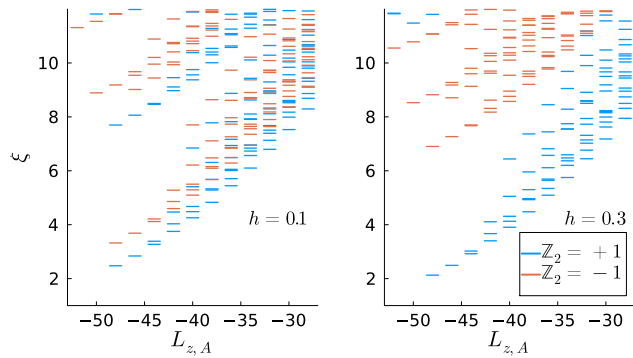 10
8
6
4
2
ξ
−50 −45 −40 −35 −30
L_{z, A}
h = 0.1
10
8
6
4
2
−50 −45 −40 −35 −30
L_{z, A}
h = 0.3
ℤ₂ = +1
ℤ₂ = −1